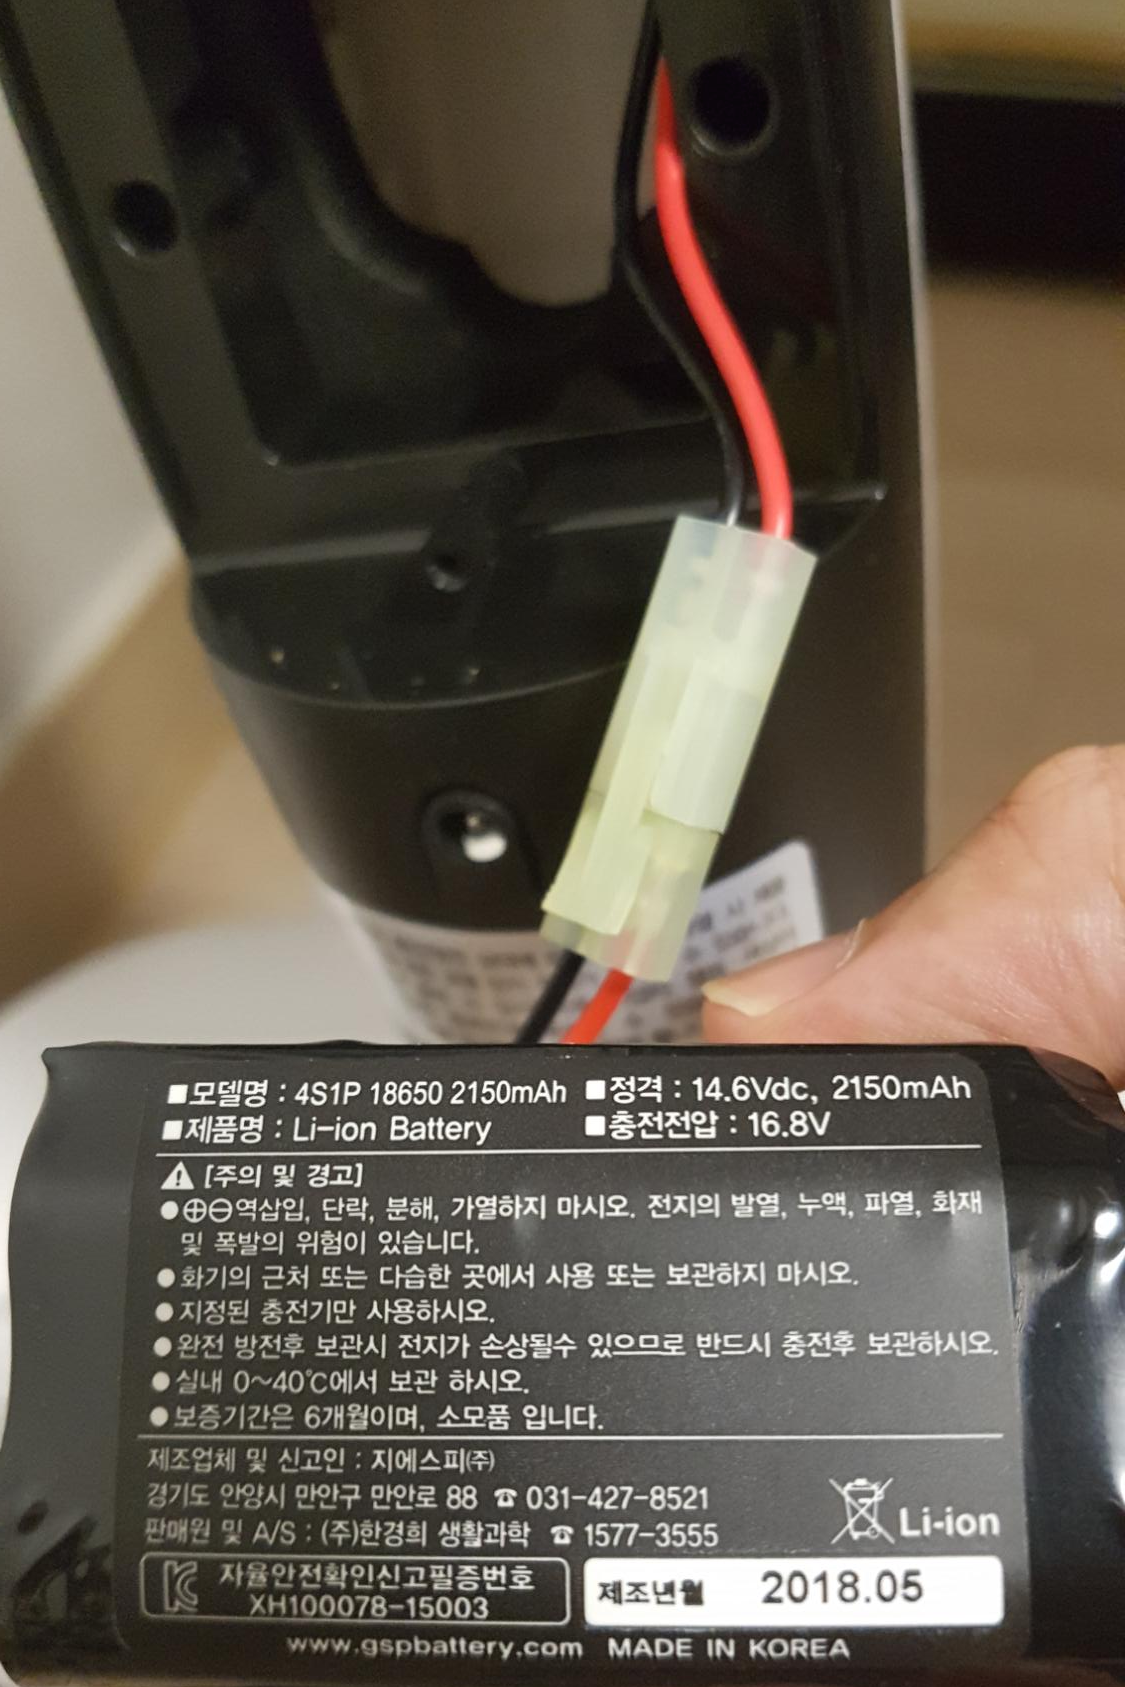 ■모델명 : 4S1P 18650 2150mAh ■정격 : 14.6Vdc, 2150mAh
■제품명 : Li-ion Battery ■충전전압 : 16.8V
⚠ [주의 및 경고]
●⊕⊖역삽입, 단락, 분해, 가열하지 마시오. 전지의 발열, 누액, 파열, 화재
및 폭발의 위험이 있습니다.
●화기의 근처 또는 다습한 곳에서 사용 또는 보관하지 마시오.
●지정된 충전기만 사용하시오.
●완전 방전후 보관시 전지가 손상될수 있으므로 반드시 충전후 보관하시오.
●실내 0~40℃에서 보관 하시오.
●보증기간은 6개월이며, 소모품 입니다.
제조업체 및 신고인 : 지에스피㈜
경기도 안양시 만안구 만안로 88 ☎ 031-427-8521
판매원 및 A/S : (주)한경희 생활과학 ☎ 1577-3555
Li-ion
자율안전확인신고필증번호
XH100078-15003
제조년월 2018.05
www.gspbattery.com MADE IN KOREA